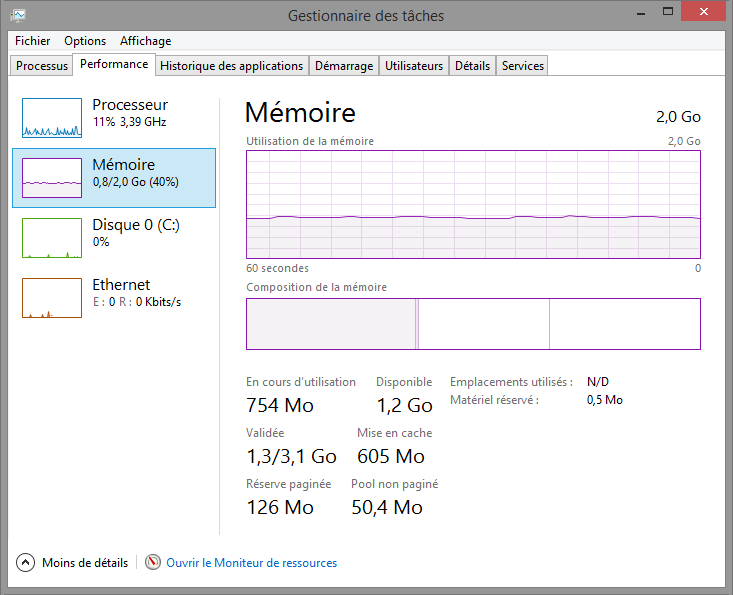 Gestionnaire des tâches
Fichier Options Affichage
Processus Performance Historique des applications Démarrage Utilisateurs Détails Services
Processeur
11% 3,39 GHz
Mémoire
0,8/2,0 Go (40%)
Disque 0 (C:)
0%
Ethernet
E : 0 R : 0 Kbits/s
Mémoire 2,0 Go
Utilisation de la mémoire 2,0 Go
60 secondes 0
Composition de la mémoire
En cours d'utilisation Disponible
754 Mo 1,2 Go
Emplacements utilisés : N/D
Matériel réservé : 0,5 Mo
Validée Mise en cache
1,3/3,1 Go 605 Mo
Réserve paginée Pool non paginé
126 Mo 50,4 Mo
Moins de détails Ouvrir le Moniteur de ressources